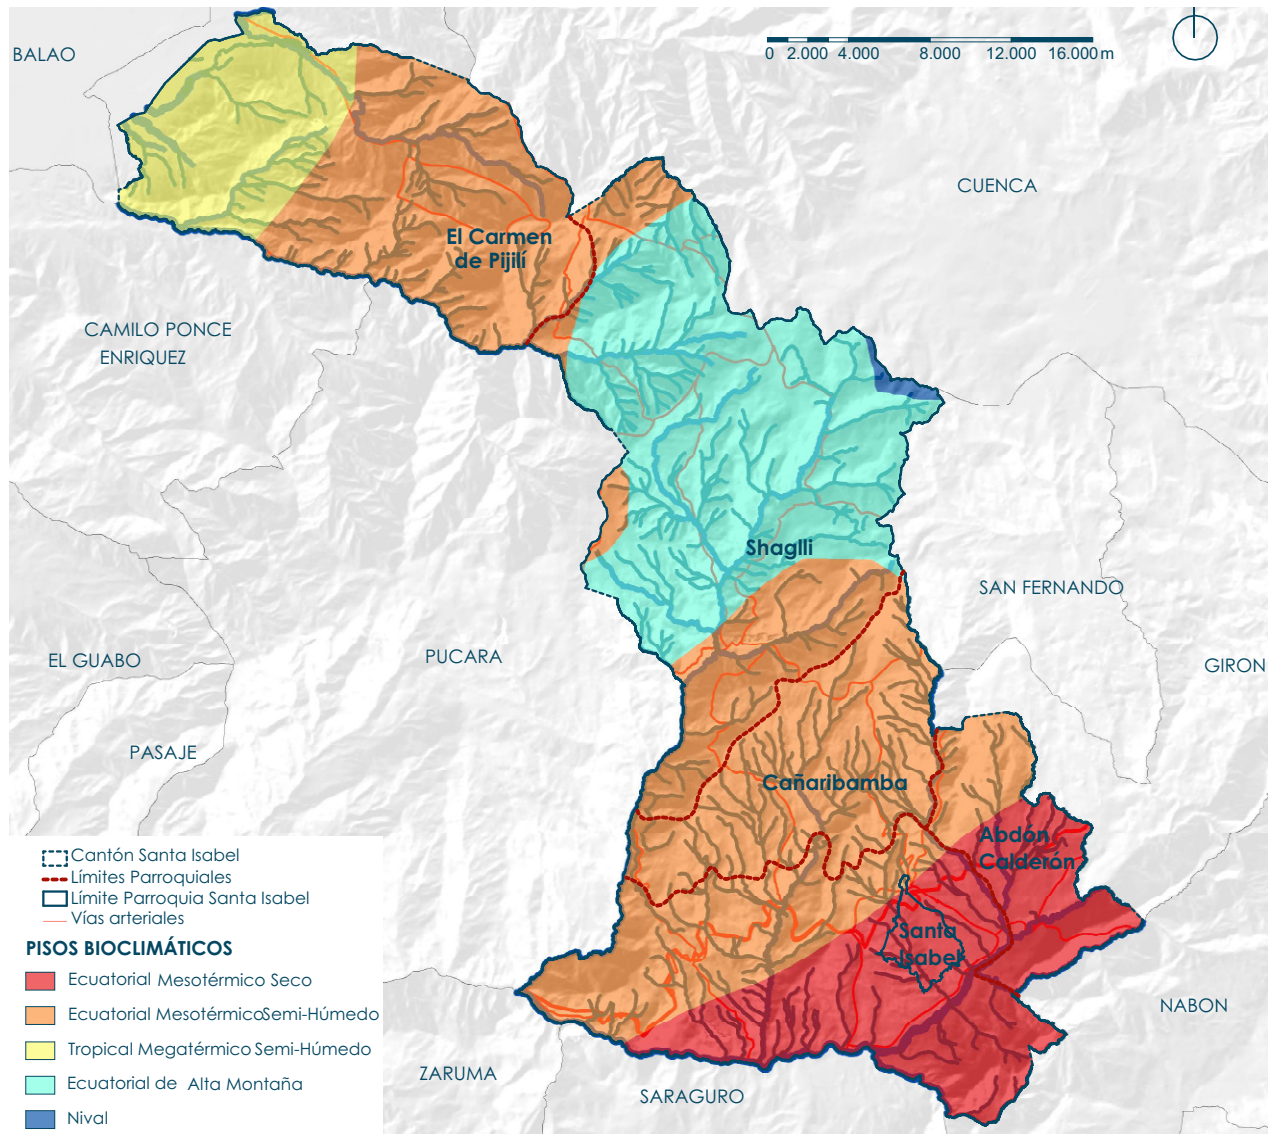 BALAO
0 2.000 4.000 8.000 12.000 16.000 m
CUENCA
El Carmen
de Pijilí
CAMILO PONCE
ENRIQUEZ
Shaglli
SAN FERNANDO
EL GUABO
PUCARA
GIRON
PASAJE
Cañaribamba
Abdón
Calderón
Santa
Isabel
NABON
ZARUMA
SARAGURO
Cantón Santa Isabel
Límites Parroquiales
Límite Parroquia Santa Isabel
Vías arteriales
PISOS BIOCLIMÁTICOS
Ecuatorial Mesotérmico Seco
Ecuatorial Mesotérmico Semi-Húmedo
Tropical Megatérmico Semi-Húmedo
Ecuatorial de Alta Montaña
Nival